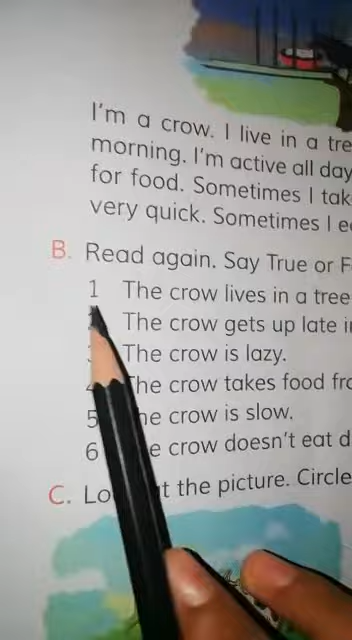 I'm a crow. I live in a tre
morning. I'm active all day
for food. Sometimes I tak
very quick. Sometimes I e
B. Read again. Say True or F
1 The crow lives in a tree
The crow gets up late i
3 The crow is lazy.
4 The crow takes food fro
5 he crow is slow.
6 e crow doesn't eat d
C. Lo t the picture. Circle